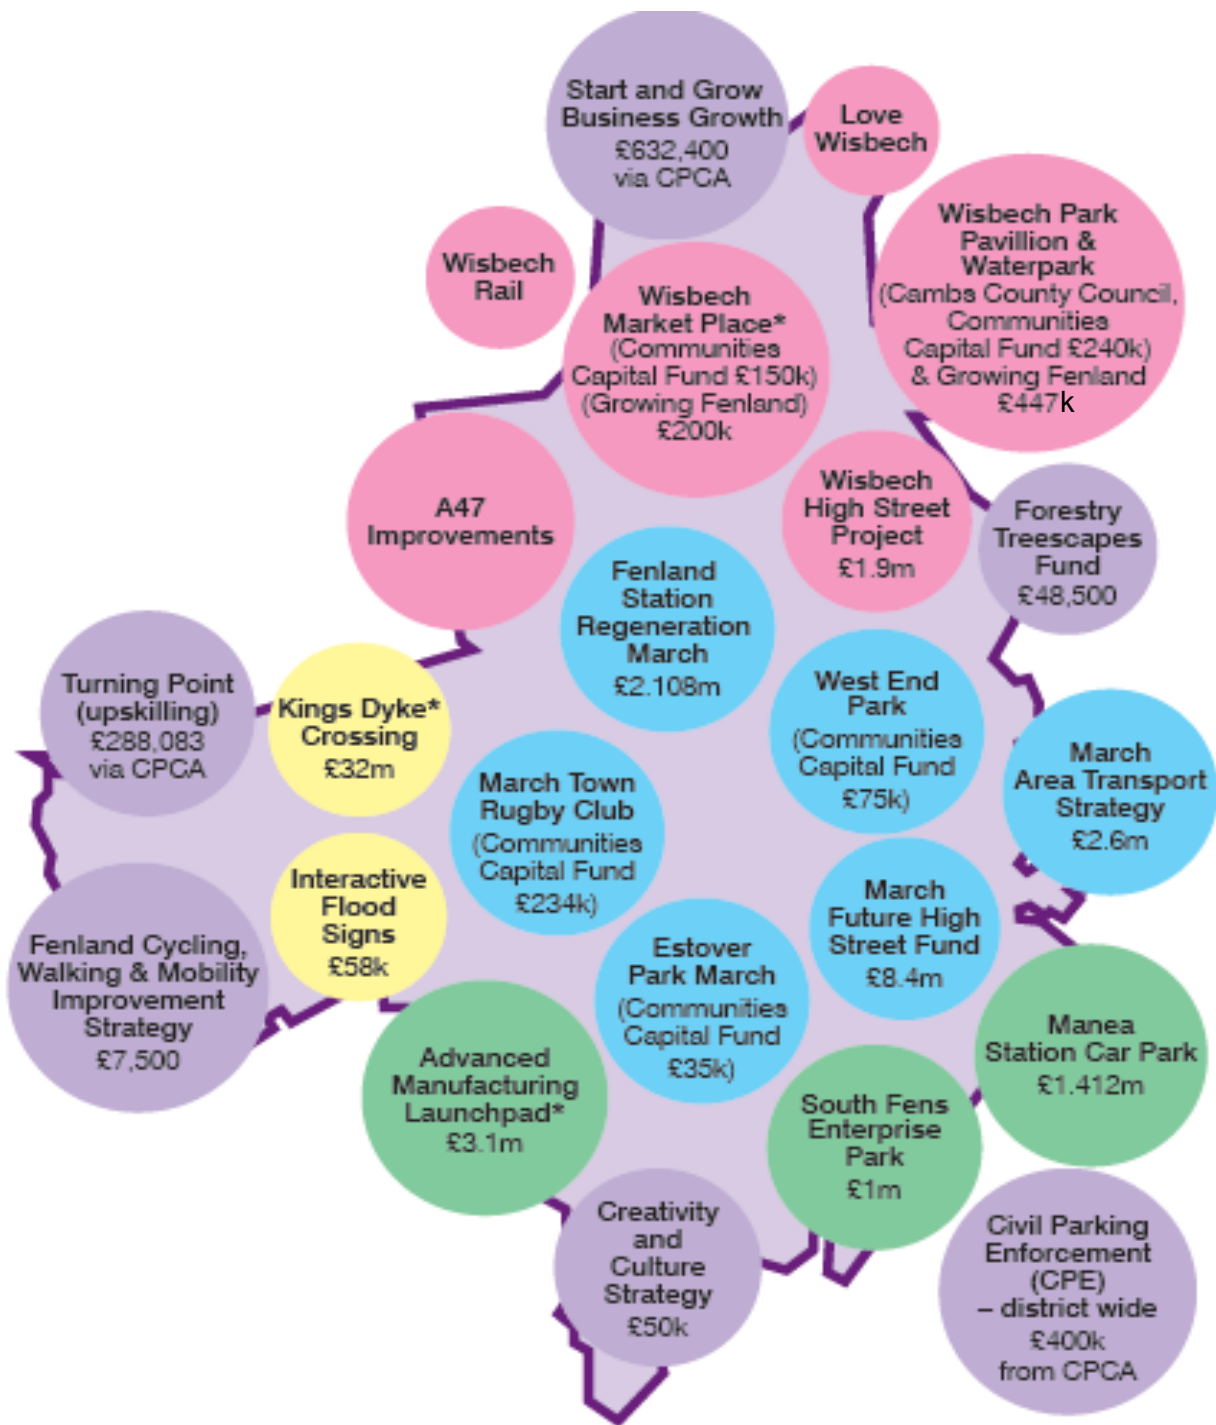 Start and Grow
Business Growth
£632,400
via CPCA
Love
Wisbech
Wisbech Park
Pavillion &
Waterpark
(Cambs County Council,
Communities
Capital Fund £240k)
& Growing Fenland
£447k
Wisbech
Rail
Wisbech
Market Place*
(Communities
Capital Fund £150k)
(Growing Fenland)
£200k
A47
Improvements
Wisbech
High Street
Project
£1.9m
Forestry
Treescapes
Fund
£48,500
Fenland
Station
Regeneration
March
£2.108m
Turning Point
(upskilling)
£288,083
via CPCA
Kings Dyke*
Crossing
£32m
West End
Park
(Communities
Capital Fund
£75k)
March
Area Transport
Strategy
£2.6m
March Town
Rugby Club
(Communities
Capital Fund
£234k)
Interactive
Flood
Signs
£58k
March
Future High
Street Fund
£8.4m
Fenland Cycling,
Walking & Mobility
Improvement
Strategy
£7,500
Estover
Park March
(Communities
Capital Fund
£35k)
Manea
Station Car Park
£1.412m
Advanced
Manufacturing
Launchpad*
£3.1m
South Fens
Enterprise
Park
£1m
Creativity
and
Culture
Strategy
£50k
Civil Parking
Enforcement
(CPE)
– district wide
£400k
from CPCA